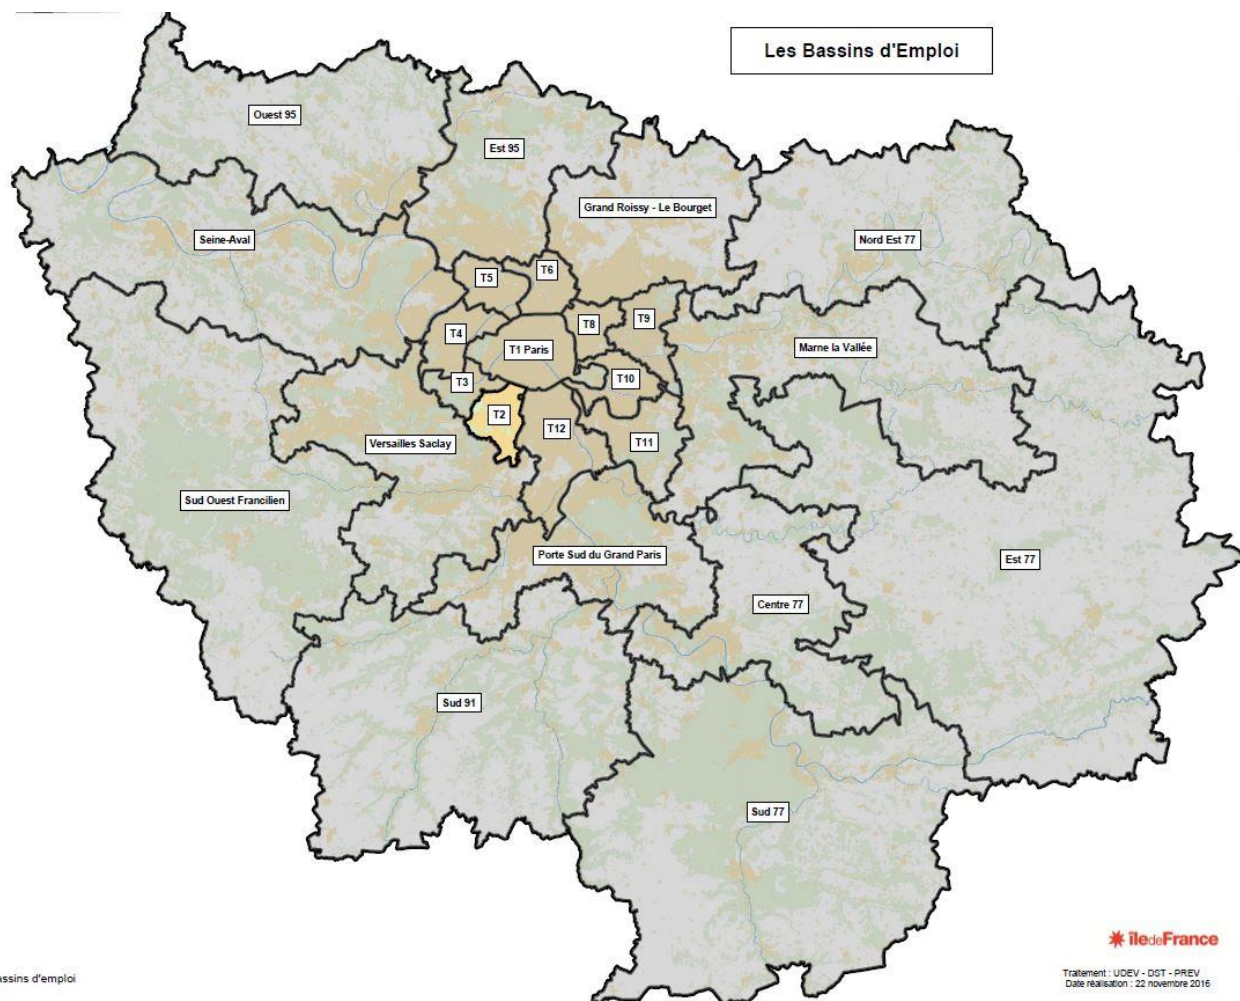 Les Bassins d'Emploi
Ouest 95
Est 95
Grand Roissy - Le Bourget
Seine-Aval
Nord Est 77
T6
T5
T8
T9
T4
T1 Paris
Marne la Vallée
T3
T10
T2
T12
Versailles Saclay
T11
Sud Ouest Francilien
Porte Sud du Grand Paris
Est 77
Centre 77
Sud 91
Sud 77
îledeFrance
assins d'emploi
Traitement : UDEV - DST - PREV
Date réalisation : 22 novembre 2016